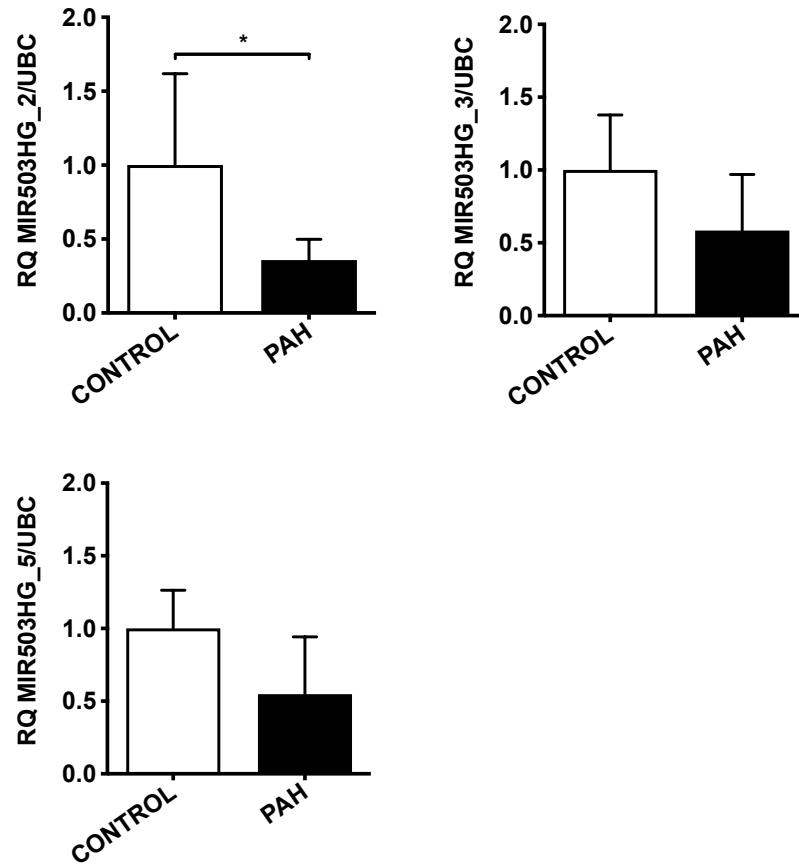 RQ MIR503HG_2/UBC
2.0
1.5
1.0
0.5
0.0
*
CONTROL
PAH
RQ MIR503HG_3/UBC
2.0
1.5
1.0
0.5
0.0
CONTROL
PAH
RQ MIR503HG_5/UBC
2.0
1.5
1.0
0.5
0.0
CONTROL
PAH